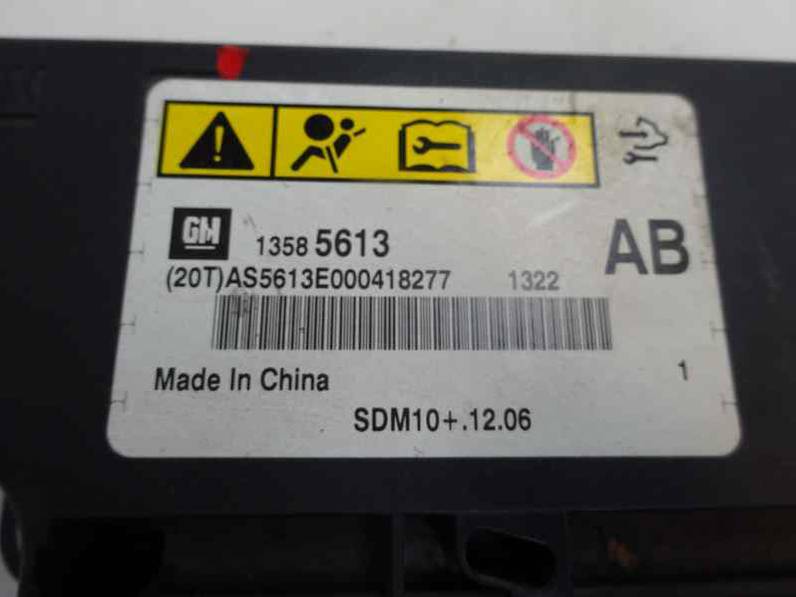 GM 1358 5613 AB
(20T)AS5613E000418277 1322
Made In China 1
SDM10+.12.06